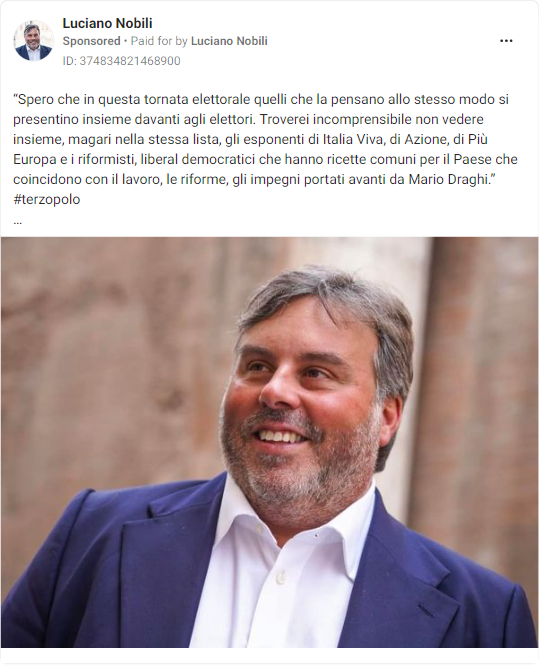 Luciano Nobili
Sponsored • Paid for by Luciano Nobili
ID: 374834821468900
“Spero che in questa tornata elettorale quelli che la pensano allo stesso modo si
presentino insieme davanti agli elettori. Troverei incomprensibile non vedere
insieme, magari nella stessa lista, gli esponenti di Italia Viva, di Azione, di Più
Europa e i riformisti, liberal democratici che hanno ricette comuni per il Paese che
coincidono con il lavoro, le riforme, gli impegni portati avanti da Mario Draghi.”
#terzopolo
...